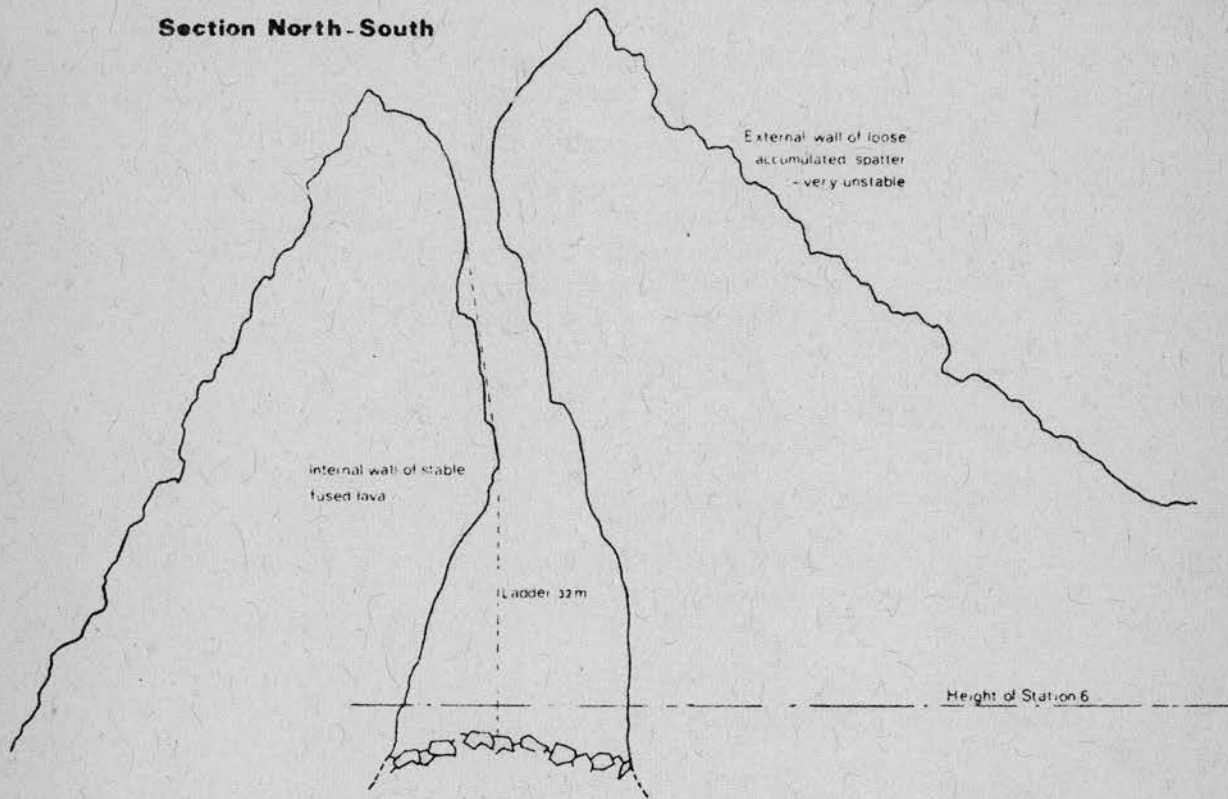 Section North-South
External wall of loose
accumulated spatter
- very unstable
Internal wall of stable
fused lava
Ladder 32m
Height of Station 6